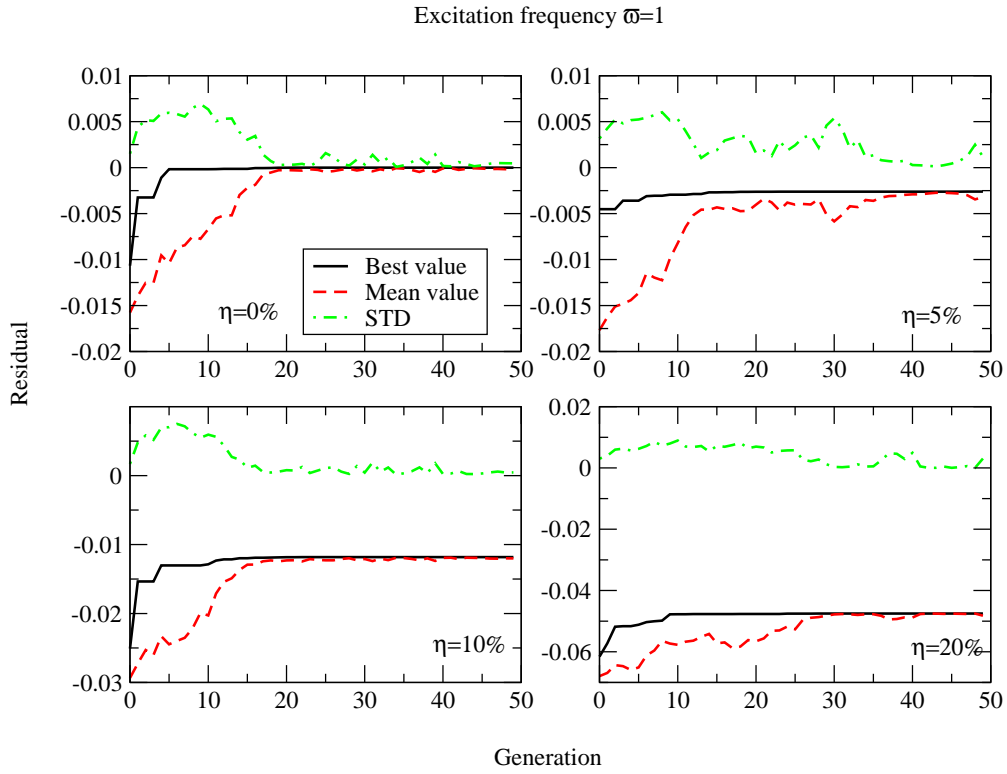 Excitation frequency ϖ=1
Residual
0.01
0.005
0
-0.005
-0.01
-0.015
-0.02
0 10 20 30 40 50
Best value
Mean value
STD
η=0%
0.01
0.005
0
-0.005
-0.01
-0.015
-0.02
0 10 20 30 40 50
η=5%
0
-0.01
-0.02
-0.03
0 10 20 30 40 50
η=10%
0.02
0
-0.02
-0.04
-0.06
0 10 20 30 40 50
η=20%
Generation